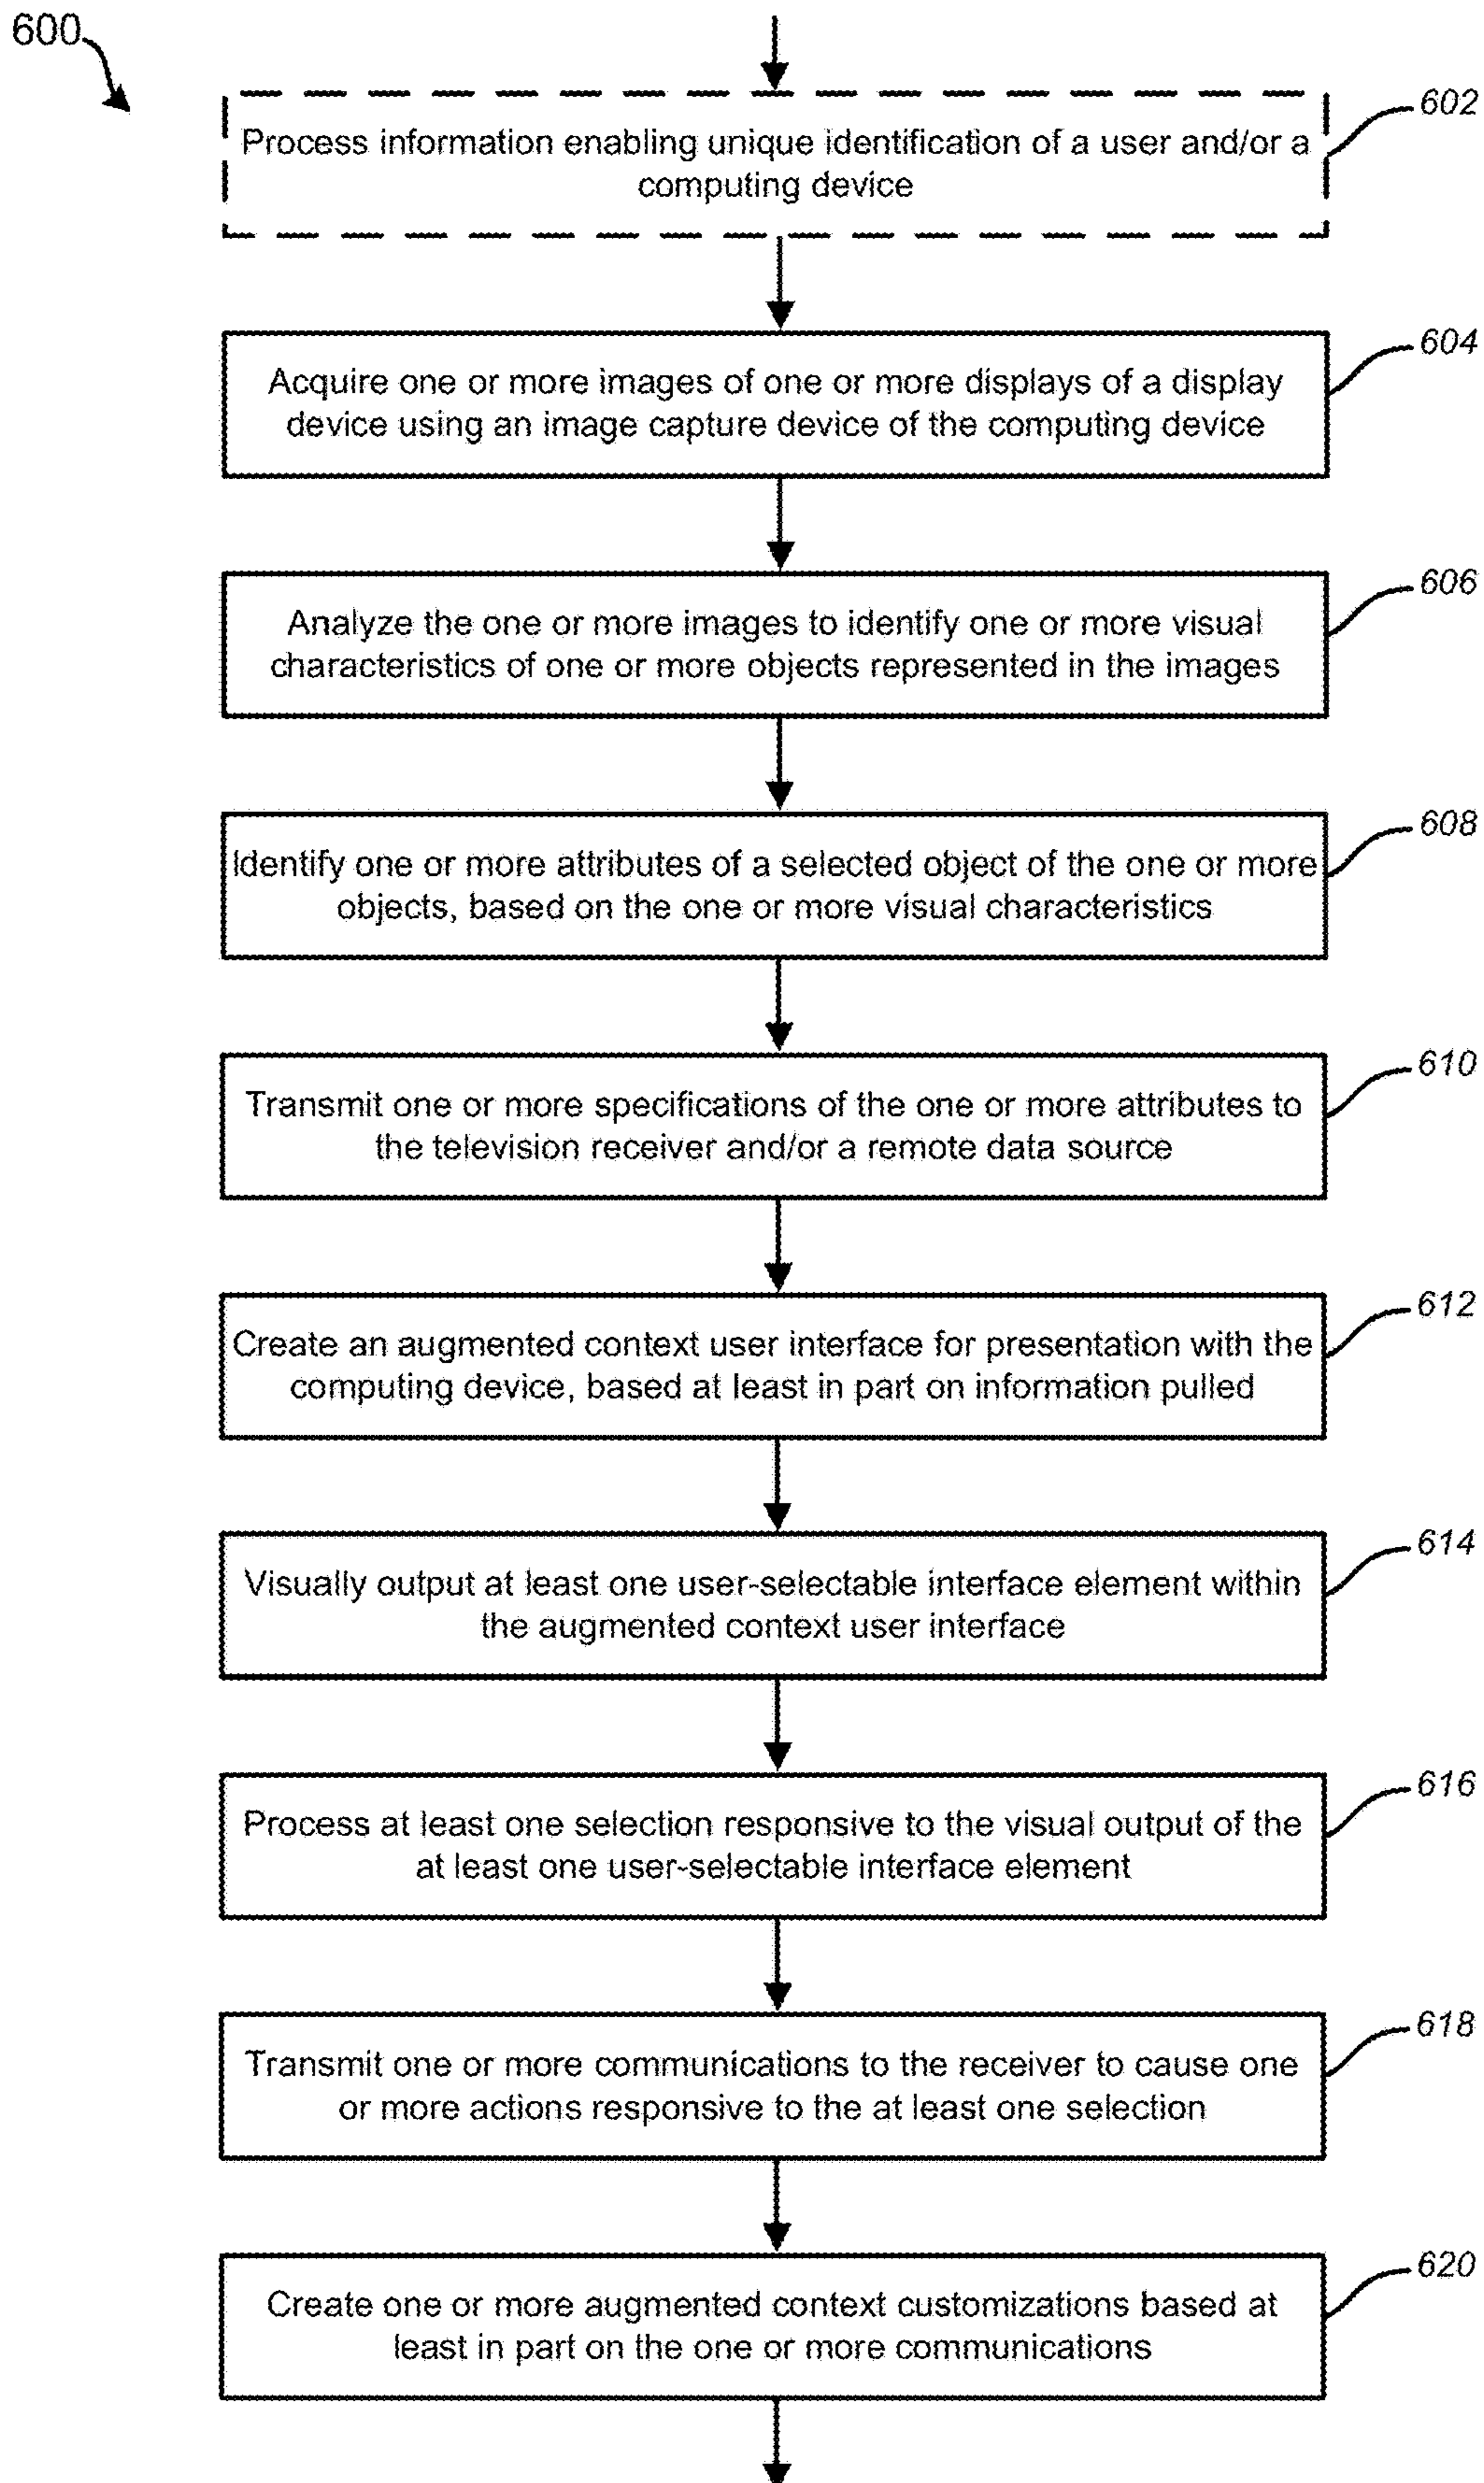 600
602
Process information enabling unique identification of a user and/or a
computing device
604
Acquire one or more images of one or more displays of a display
device using an image capture device of the computing device
606
Analyze the one or more images to identify one or more visual
characteristics of one or more objects represented in the images
608
Identify one or more attributes of a selected object of the one or more
objects, based on the one or more visual characteristics
610
Transmit one or more specifications of the one or more attributes to
the television receiver and/or a remote data source
612
Create an augmented context user interface for presentation with the
computing device, based at least in part on information pulled
614
Visually output at least one user-selectable interface element within
the augmented context user interface
616
Process at least one selection responsive to the visual output of the
at least one user-selectable interface element
618
Transmit one or more communications to the receiver to cause one
or more actions responsive to the at least one selection
620
Create one or more augmented context customizations based at
least in part on the one or more communications